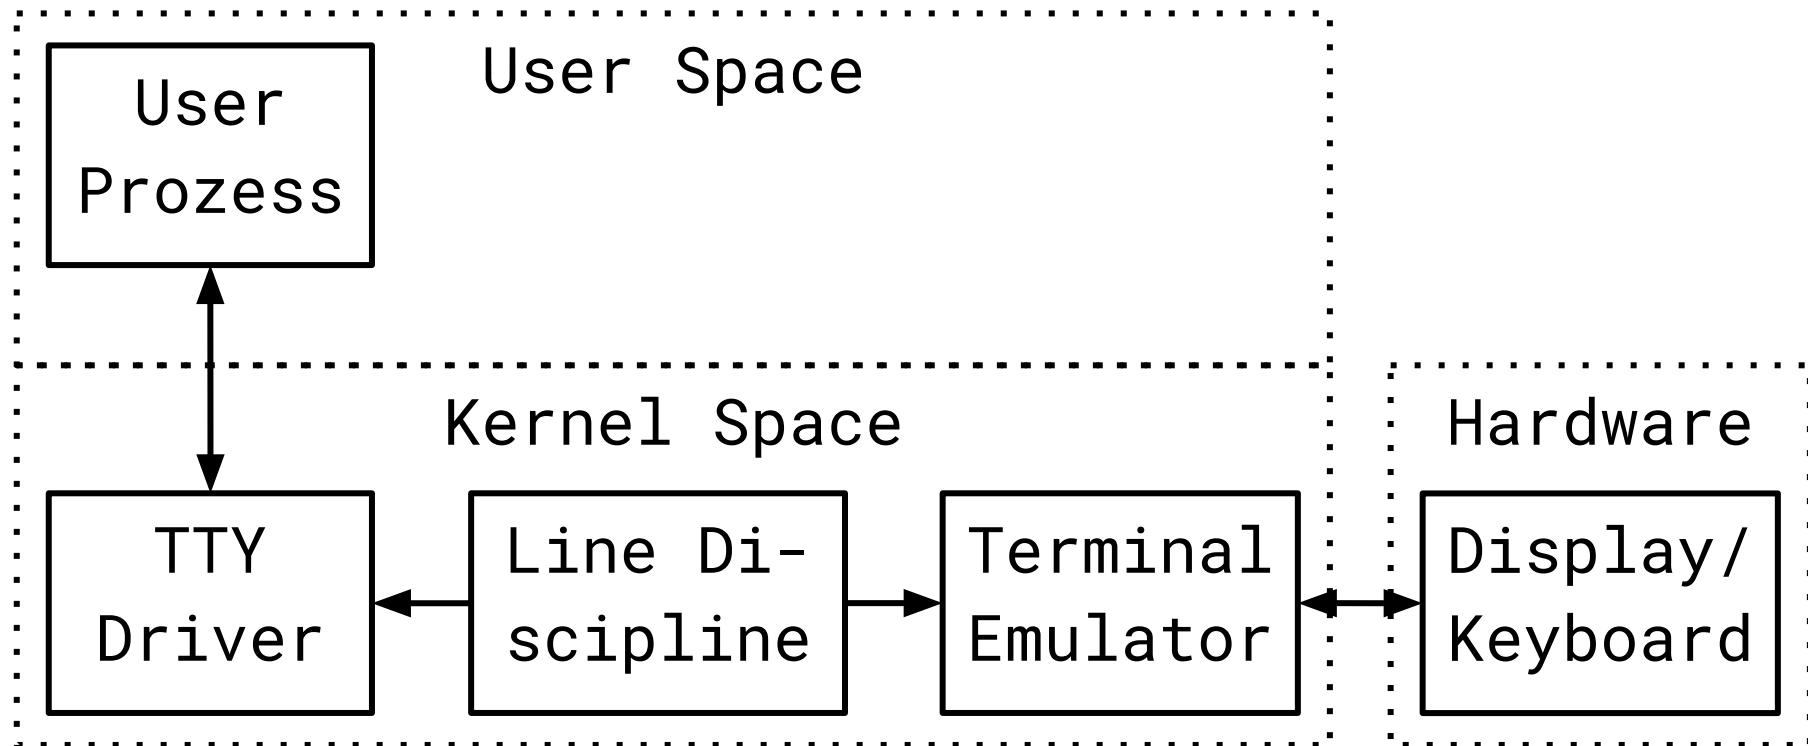 User Space
User
Prozess
Kernel Space
Hardware
TTY
Driver
Line Di-
scipline
Terminal
Emulator
Display/
Keyboard